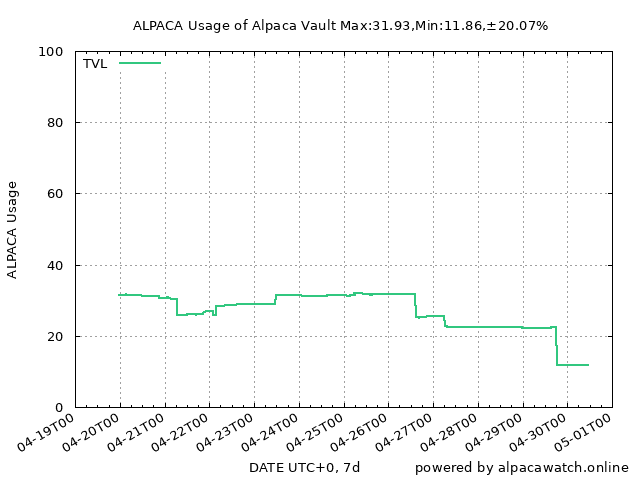 ALPACA Usage of Alpaca Vault Max:31.93,Min:11.86,±20.07%
100
TVL
80
60
ALPACA Usage
40
20
0
04-19T00 04-20T00 04-21T00 04-22T00 04-23T00 04-24T00 04-25T00 04-26T00 04-27T00 04-28T00 04-29T00 04-30T00 05-01T00
DATE UTC+0, 7d
powered by alpacawatch.online